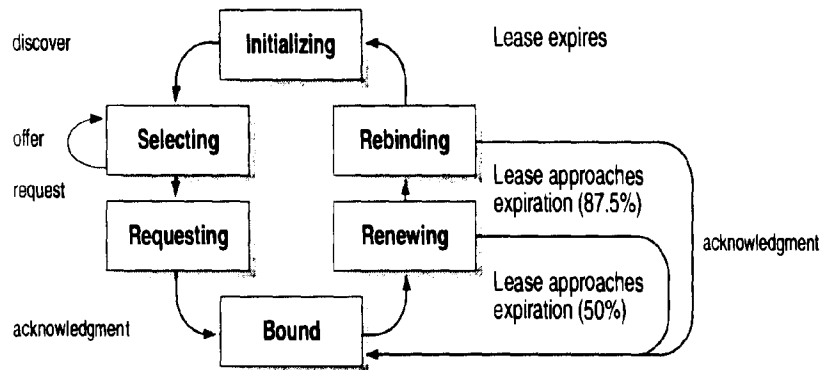 discover
Initializing
Lease expires
offer
Selecting
Rebinding
request
Lease approaches
expiration (87.5%)
Requesting
Renewing
acknowledgment
Lease approaches
expiration (50%)
acknowledgment
Bound